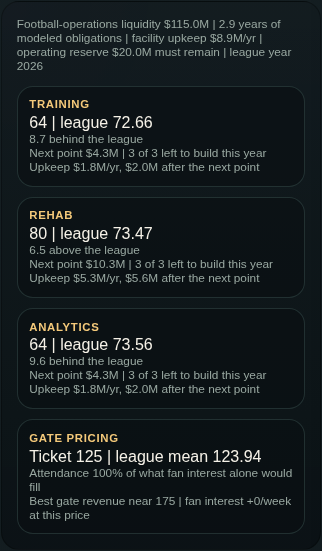 Football-operations liquidity $115.0M | 2.9 years of
modeled obligations | facility upkeep $8.9M/yr |
operating reserve $20.0M must remain | league year
2026
TRAINING
64 | league 72.66
8.7 behind the league
Next point $4.3M | 3 of 3 left to build this year
Upkeep $1.8M/yr, $2.0M after the next point
REHAB
80 | league 73.47
6.5 above the league
Next point $10.3M | 3 of 3 left to build this year
Upkeep $5.3M/yr, $5.6M after the next point
ANALYTICS
64 | league 73.56
9.6 behind the league
Next point $4.3M | 3 of 3 left to build this year
Upkeep $1.8M/yr, $2.0M after the next point
GATE PRICING
Ticket 125 | league mean 123.94
Attendance 100% of what fan interest alone would
fill
Best gate revenue near 175 | fan interest +0/week
at this price